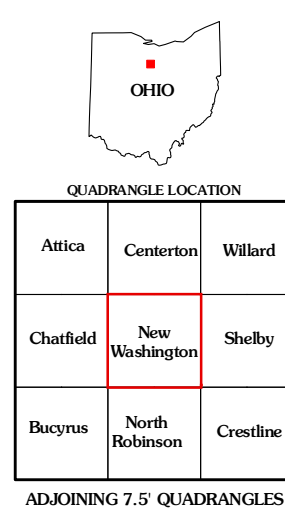 OHIO
QUADRANGLE LOCATION
Attica Centerton Willard
Chatfield New Washington Shelby
Bucyrus North Robinson Crestline
ADJOINING 7.5' QUADRANGLES